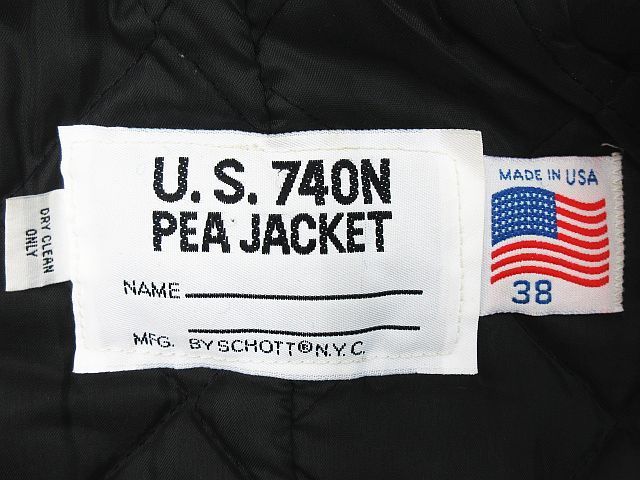 U. S. 740N
PEA JACKET
NAME
MFG. BY SCHOTT® N.Y.C.
DRY CLEAN
ONLY
MADE IN USA
38